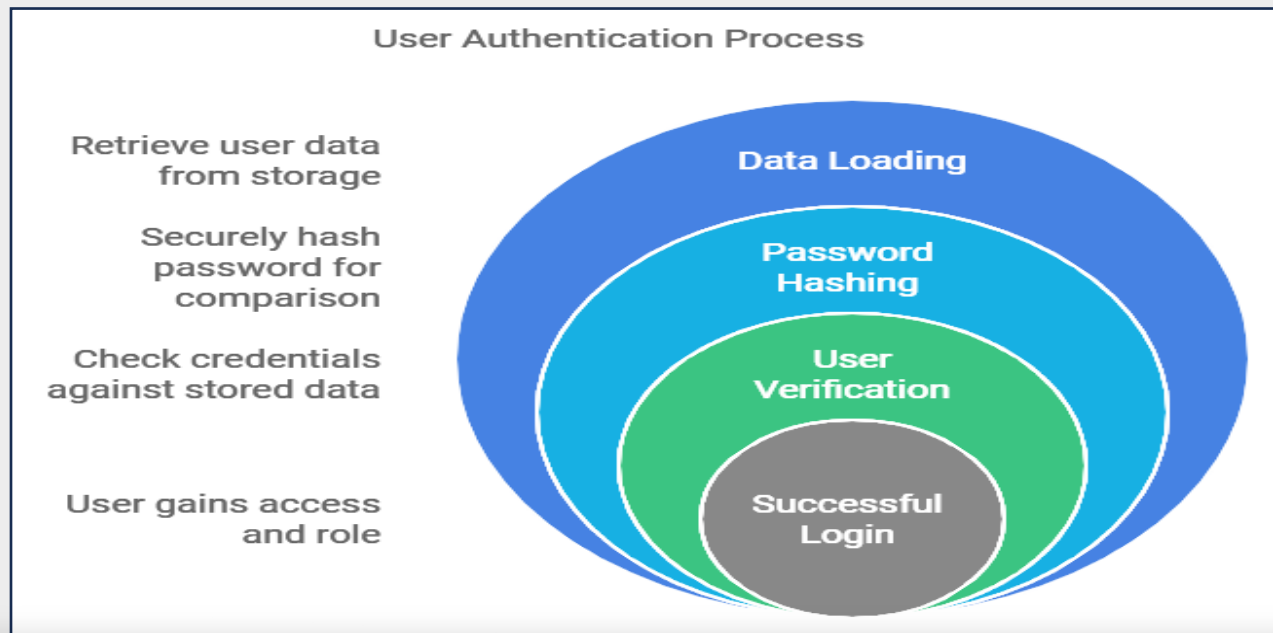 User Authentication Process
Retrieve user data
from storage
Data Loading
Securely hash
password for
comparison
Password
Hashing
Check credentials
against stored data
User
Verification
User gains access
and role
Successful
Login